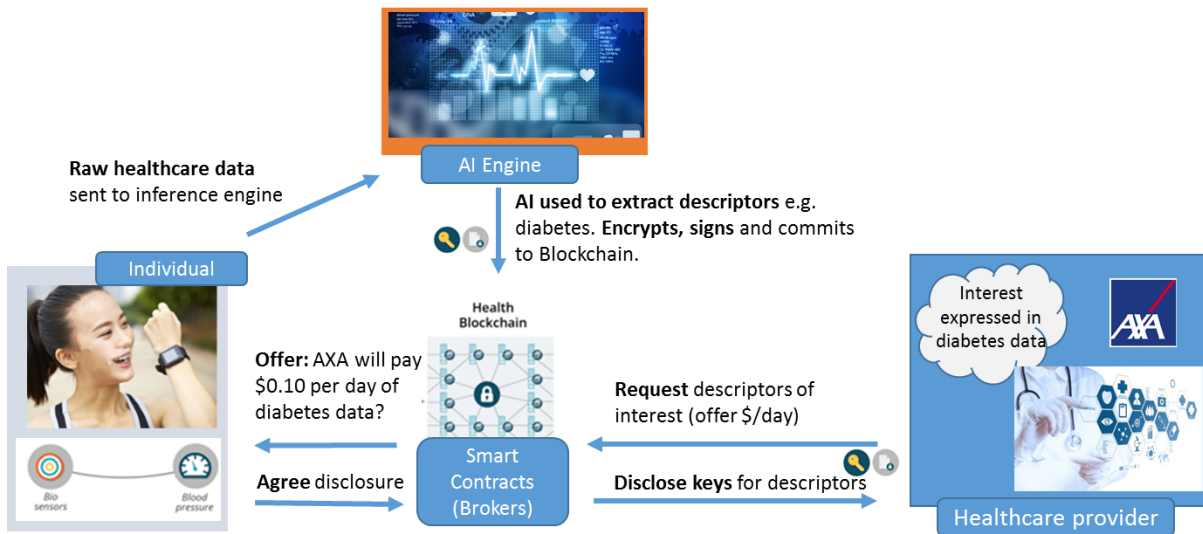 DNA
AI Engine
Raw healthcare data
sent to inference engine
AI used to extract descriptors e.g.
diabetes. Encrypts, signs and commits
to Blockchain.
Individual
Health
Blockchain
Interest
expressed in
diabetes data
AXA
Offer: AXA will pay
$0.10 per day of
diabetes data?
Request descriptors of
interest (offer $/day)
Smart
Contracts
(Brokers)
Agree disclosure
Disclose keys for descriptors
Bio
sensors
Blood
pressure
Healthcare provider